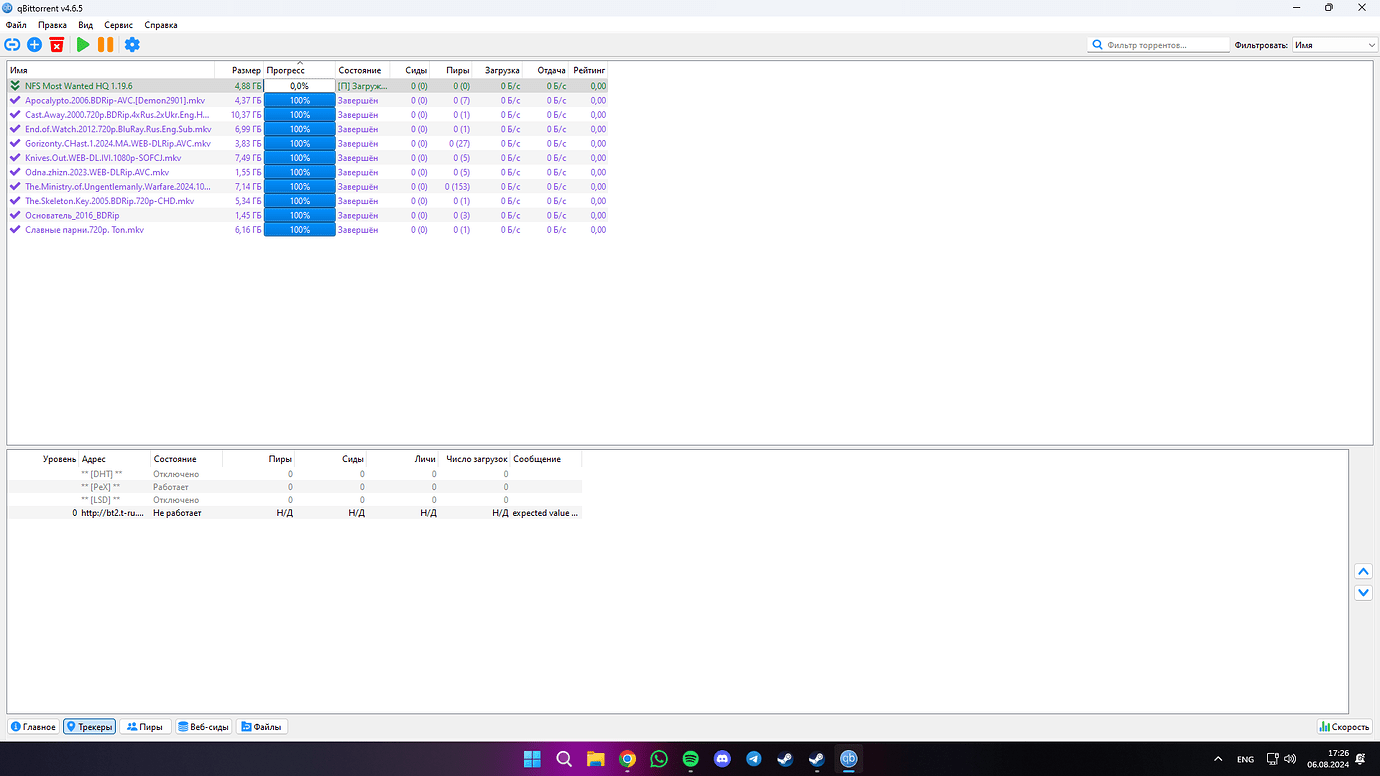 qBittorrent v4.6.5
Файл Правка Вид Сервис Справка
Фильтр торрентов... Фильтровать: Имя
Имя Размер Прогресс Состояние Сиды Пиры Загрузка Отдача Рейтинг
NFS Most Wanted HQ 1.19.6 4,88 ГБ 0,0% [П] Загруж... 0 (0) 0 (0) 0 Б/с 0 Б/с 0,00
Apocalypto.2006.BDRip-AVC.[Demon2901].mkv 4,37 ГБ 100% Завершён 0 (0) 0 (7) 0 Б/с 0 Б/с 0,00
Cast.Away.2000.720p.BDRip.4xRus.2xUkr.Eng.H... 10,37 ГБ 100% Завершён 0 (0) 0 (1) 0 Б/с 0 Б/с 0,00
End.of.Watch.2012.720p.BluRay.Rus.Eng.Sub.mkv 6,99 ГБ 100% Завершён 0 (0) 0 (1) 0 Б/с 0 Б/с 0,00
Gorizonty.CHast.1.2024.MA.WEB-DLRip.AVC.mkv 3,83 ГБ 100% Завершён 0 (0) 0 (27) 0 Б/с 0 Б/с 0,00
Knives.Out.WEB-DL.IVI.1080p-SOFCJ.mkv 7,49 ГБ 100% Завершён 0 (0) 0 (5) 0 Б/с 0 Б/с 0,00
Odna.zhizn.2023.WEB-DLRip.AVC.mkv 1,55 ГБ 100% Завершён 0 (0) 0 (5) 0 Б/с 0 Б/с 0,00
The.Ministry.of.Ungentlemanly.Warfare.2024.10... 7,14 ГБ 100% Завершён 0 (0) 0 (153) 0 Б/с 0 Б/с 0,00
The.Skeleton.Key.2005.BDRip.720p-CHD.mkv 5,34 ГБ 100% Завершён 0 (0) 0 (1) 0 Б/с 0 Б/с 0,00
Основатель_2016_BDRip 1,45 ГБ 100% Завершён 0 (0) 0 (3) 0 Б/с 0 Б/с 0,00
Славные парни.720p. Ton.mkv 6,16 ГБ 100% Завершён 0 (0) 0 (1) 0 Б/с 0 Б/с 0,00
Уровень Адрес Состояние Пиры Сиды Личи Число загрузок Сообщение
** [DHT] ** Отключено 0 0 0 0
** [PeX] ** Работает 0 0 0 0
** [LSD] ** Отключено 0 0 0 0
0 http://bt2.t-ru.... Не работает Н/Д Н/Д Н/Д Н/Д expected value ...
Главное Трекеры Пиры Веб-сиды Файлы Скорость
ENG 17:26
06.08.2024